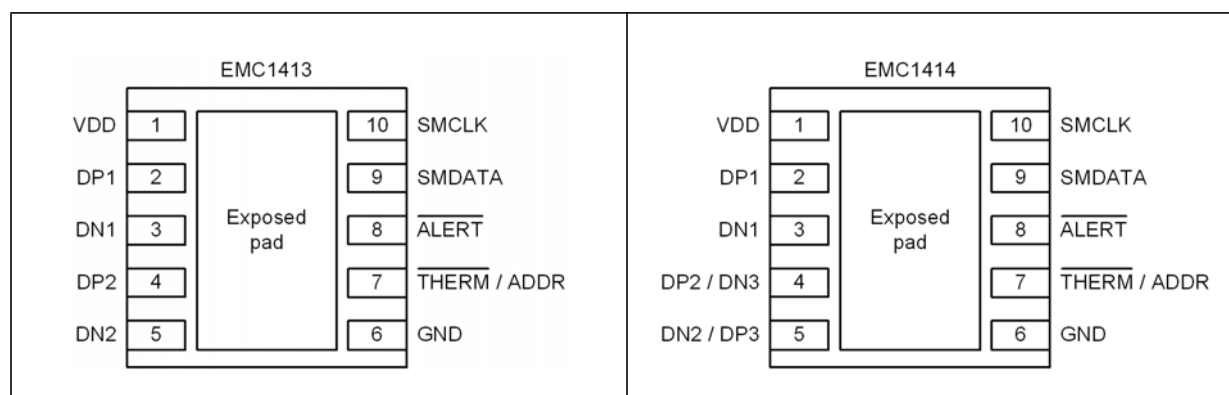 EMC1413
VDD 1 10 SMCLK
DP1 2 9 SMDATA
DN1 3 8 ALERT
DP2 4 7 THERM / ADDR
DN2 5 6 GND
Exposed
pad
EMC1414
VDD 1 10 SMCLK
DP1 2 9 SMDATA
DN1 3 8 ALERT
DP2 / DN3 4 7 THERM / ADDR
DN2 / DP3 5 6 GND
Exposed
pad